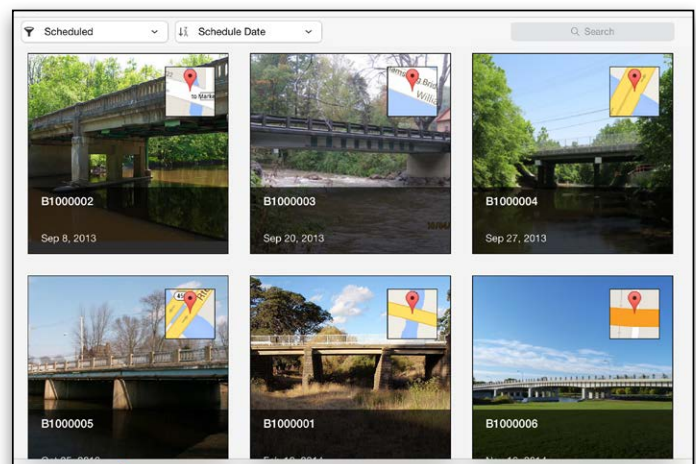 Scheduled
Schedule Date
Search
B1000002
Sep 8, 2013
B1000003
Sep 20, 2013
B1000004
Sep 27, 2013
B1000005
B1000001
B1000006